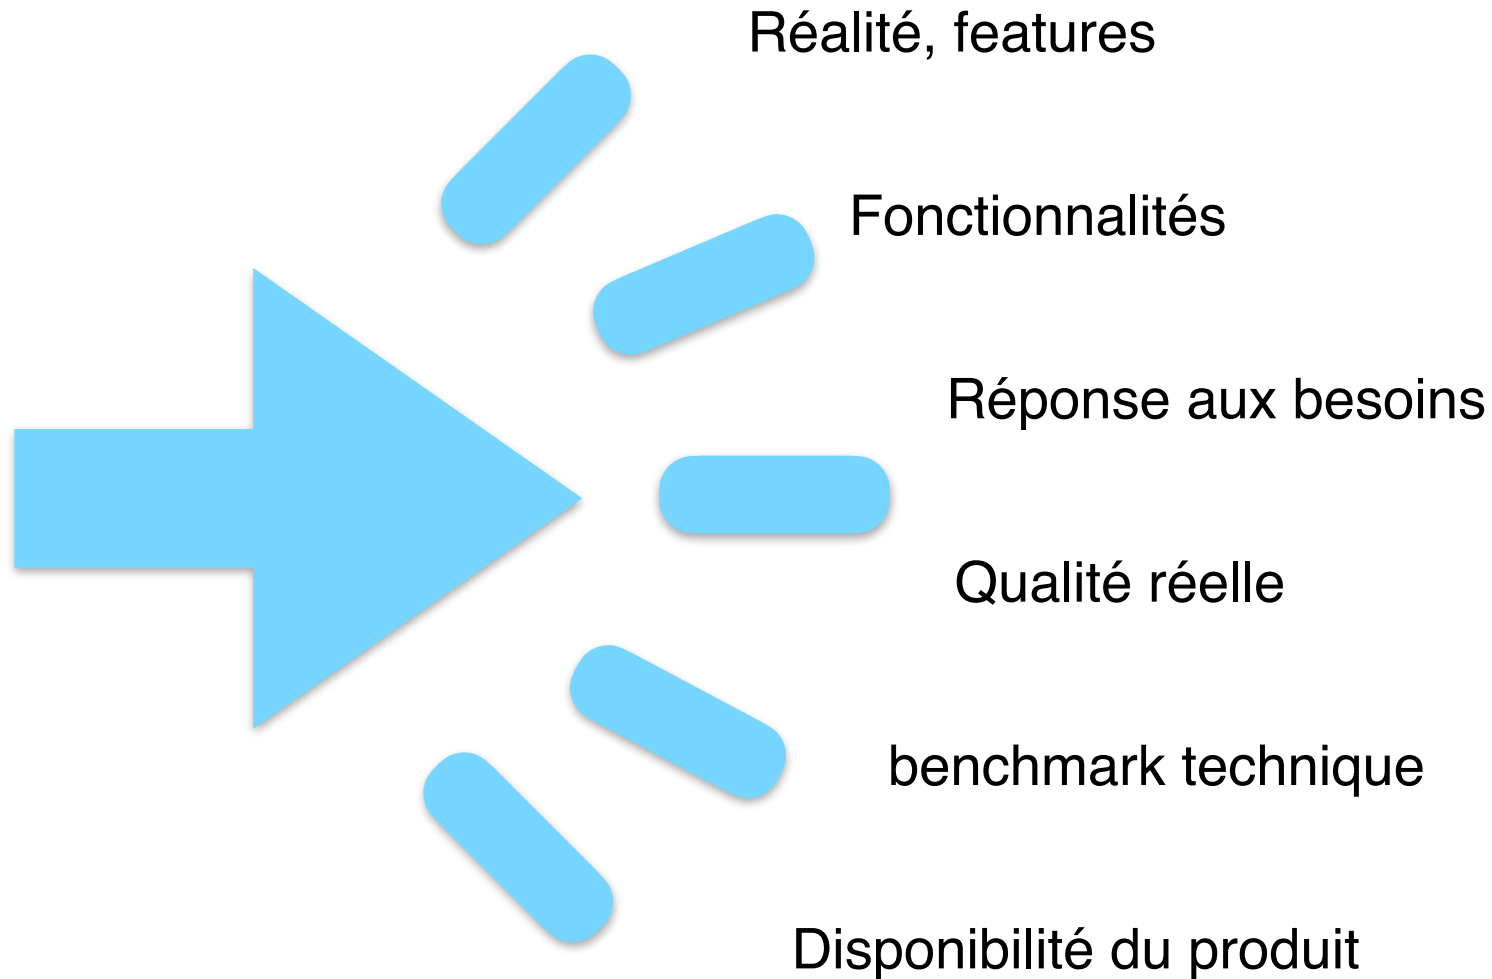 Réalité, features
Fonctionnalités
Réponse aux besoins
Qualité réelle
benchmark technique
Disponibilité du produit